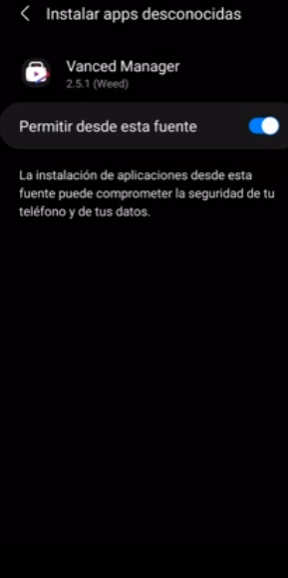 Instalar apps desconocidas
Vanced Manager
2.5.1 (Weed)
Permitir desde esta fuente
La instalación de aplicaciones desde esta
fuente puede comprometer la seguridad de tu
teléfono y de tus datos.